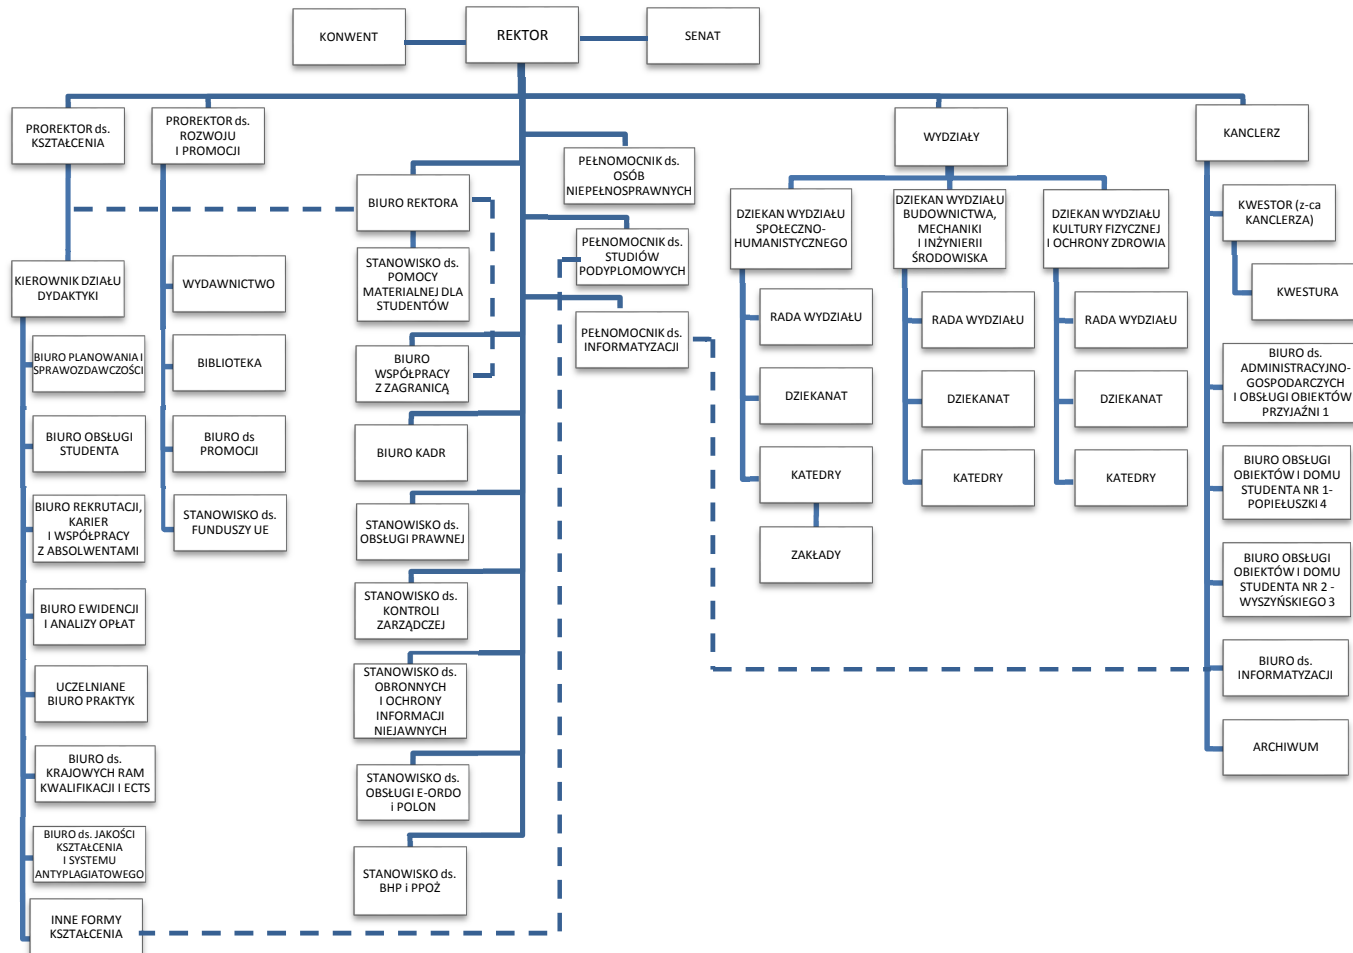 KONWENT
REKTOR
SENAT
PROREKTOR ds.
KSZTAŁCENIA
PROREKTOR ds.
ROZWOJU
I PROMOCJI
WYDZIAŁY
KANCLERZ
PEŁNOMOCNIK ds.
OSÓB
NIEPEŁNOSPRAWNYCH
BIURO REKTORA
DZIEKAN WYDZIAŁU
SPOŁECZNO-
HUMANISTYCZNEGO
DZIEKAN WYDZIAŁU
BUDOWNICTWA,
MECHANIKI
I INŻYNIERII
ŚRODOWISKA
DZIEKAN WYDZIAŁU
KULTURY FIZYCZNEJ
I OCHRONY ZDROWIA
KWESTOR (z-ca
KANCLERZA)
KIEROWNIK DZIAŁU
DYDAKTYKI
WYDAWNICTWO
STANOWISKO ds.
POMOCY
MATERIALNEJ DLA
STUDENTÓW
PEŁNOMOCNIK ds.
STUDIÓW
PODYPLOMOWYCH
KWESTURA
RADA WYDZIAŁU
RADA WYDZIAŁU
RADA WYDZIAŁU
PEŁNOMOCNIK ds.
INFORMATYZACJI
BIURO PLANOWANIA I
SPRAWOZDAWCZOŚCI
BIBLIOTEKA
BIURO
WSPÓŁPRACY
Z ZAGRANICĄ
BIURO ds.
ADMINISTRACYJNO-
GOSPODARCZYCH
I OBSŁUGI OBIEKTÓW
PRZYJAŹNI 1
DZIEKANAT
DZIEKANAT
DZIEKANAT
BIURO OBSŁUGI
STUDENTA
BIURO ds
PROMOCJI
BIURO KADR
KATEDRY
KATEDRY
KATEDRY
BIURO OBSŁUGI
OBIEKTÓW I DOMU
STUDENTA NR 1-
POPIEŁUSZKI 4
BIURO REKRUTACJI,
KARIER
I WSPÓŁPRACY
Z ABSOLWENTAMI
STANOWISKO ds.
FUNDUSZY UE
STANOWISKO ds.
OBSŁUGI PRAWNEJ
ZAKŁADY
BIURO OBSŁUGI
OBIEKTÓW I DOMU
STUDENTA NR 2 -
WYSZYŃSKIEGO 3
BIURO EWIDENCJI
I ANALIZY OPŁAT
STANOWISKO ds.
KONTROLI
ZARZĄDCZEJ
BIURO ds.
INFORMATYZACJI
UCZELNIANE
BIURO PRAKTYK
STANOWISKO ds.
OBRONNYCH
I OCHRONY
INFORMACJI
NIEJAWNYCH
ARCHIWUM
BIURO ds.
KRAJOWYCH RAM
KWALIFIKACJI I ECTS
STANOWISKO ds.
OBSŁUGI E-ORDO
i POLON
BIURO ds. JAKOŚCI
KSZTAŁCENIA
I SYSTEMU
ANTYPLAGIATOWEGO
STANOWISKO ds.
BHP i PPOŻ
INNE FORMY
KSZTAŁCENIA